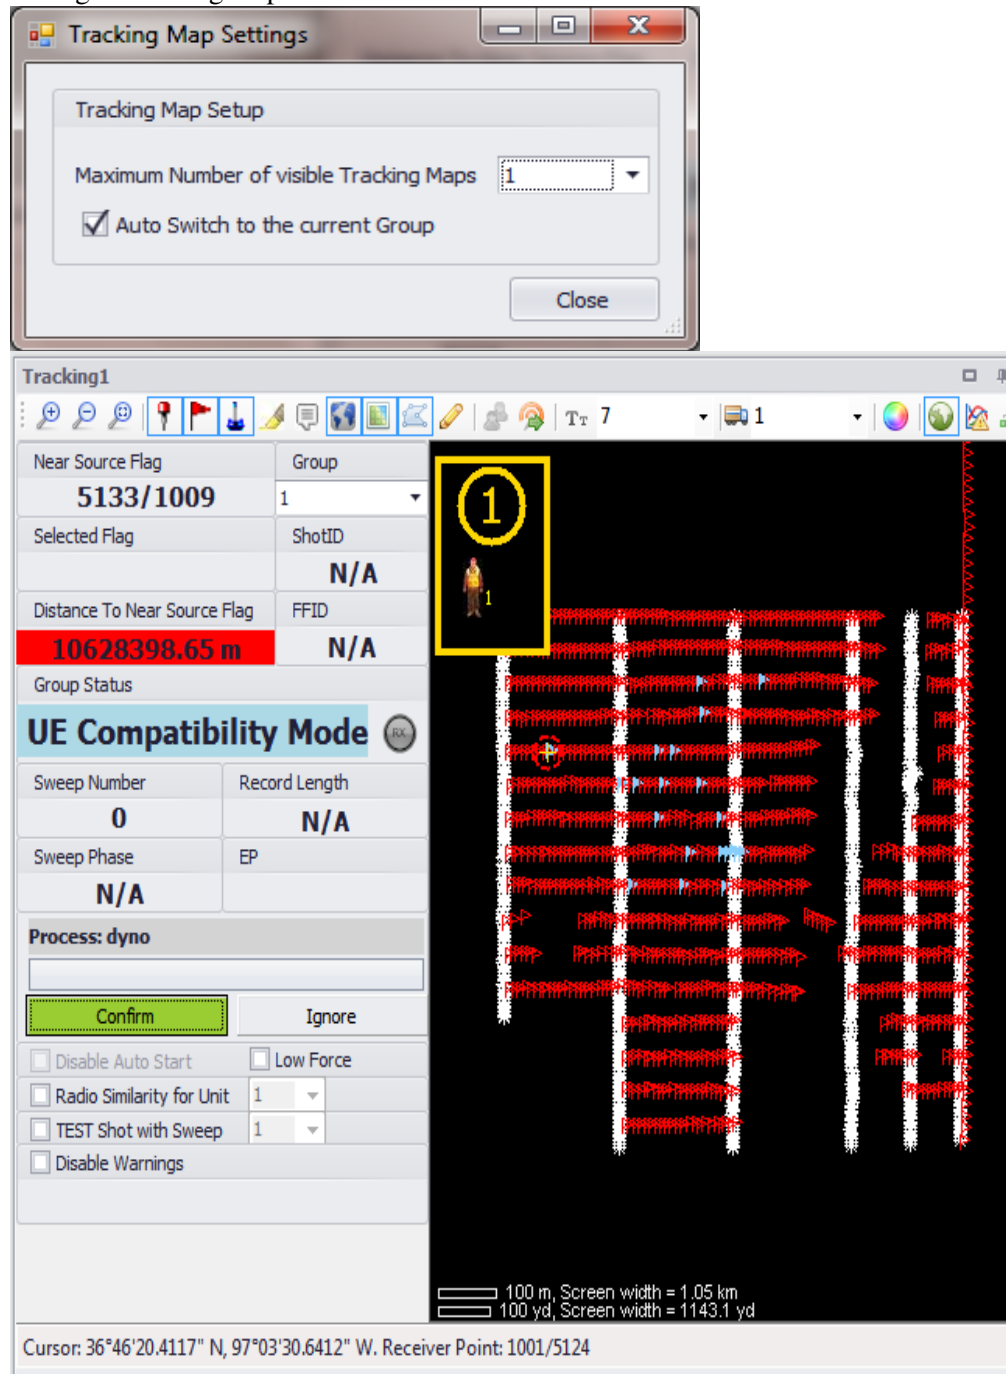 Tracking Map Settings
Tracking Map Setup
Maximum Number of visible Tracking Maps 1
Auto Switch to the current Group
Close
Tracking1
7 1
Near Source Flag Group
5133/1009 1
Selected Flag ShotID
N/A
Distance To Near Source Flag FFID
10628398.65 m N/A
Group Status
UE Compatibility Mode RX
Sweep Number Record Length
0 N/A
Sweep Phase EP
N/A
Process: dyno
Confirm Ignore
Disable Auto Start Low Force
Radio Similarity for Unit 1
TEST Shot with Sweep 1
Disable Warnings
1
1
100 m, Screen width = 1.05 km
100 yd, Screen width = 1143.1 yd
Cursor: 36°46'20.4117" N, 97°03'30.6412" W. Receiver Point: 1001/5124